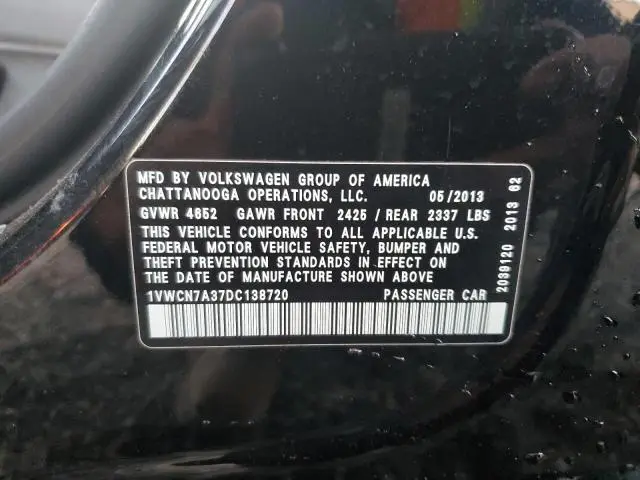 MFD BY VOLKSWAGEN GROUP OF AMERICA
CHATTANOOGA OPERATIONS, LLC. 05/2013
GVWR 4652 GAWR FRONT 2425 / REAR 2337 LBS
THIS VEHICLE CONFORMS TO ALL APPLICABLE U.S.
FEDERAL MOTOR VEHICLE SAFETY, BUMPER AND
THEFT PREVENTION STANDARDS IN EFFECT ON
THE DATE OF MANUFACTURE SHOWN ABOVE
1VWCN7A37DC138720 PASSENGER CAR
2039120 2013 62